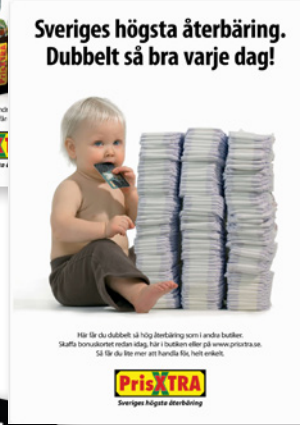 Sveriges högsta återbäring.
Dubbelt så bra varje dag!
Här får du dubbelt så hög återbäring som i andra butiker.
Skaffa bonuskortet redan idag, här i butiken eller på www.prisxtra.se.
Så får du lite mer att handla för, helt enkelt.
PrisXTRA
Sveriges högsta återbäring